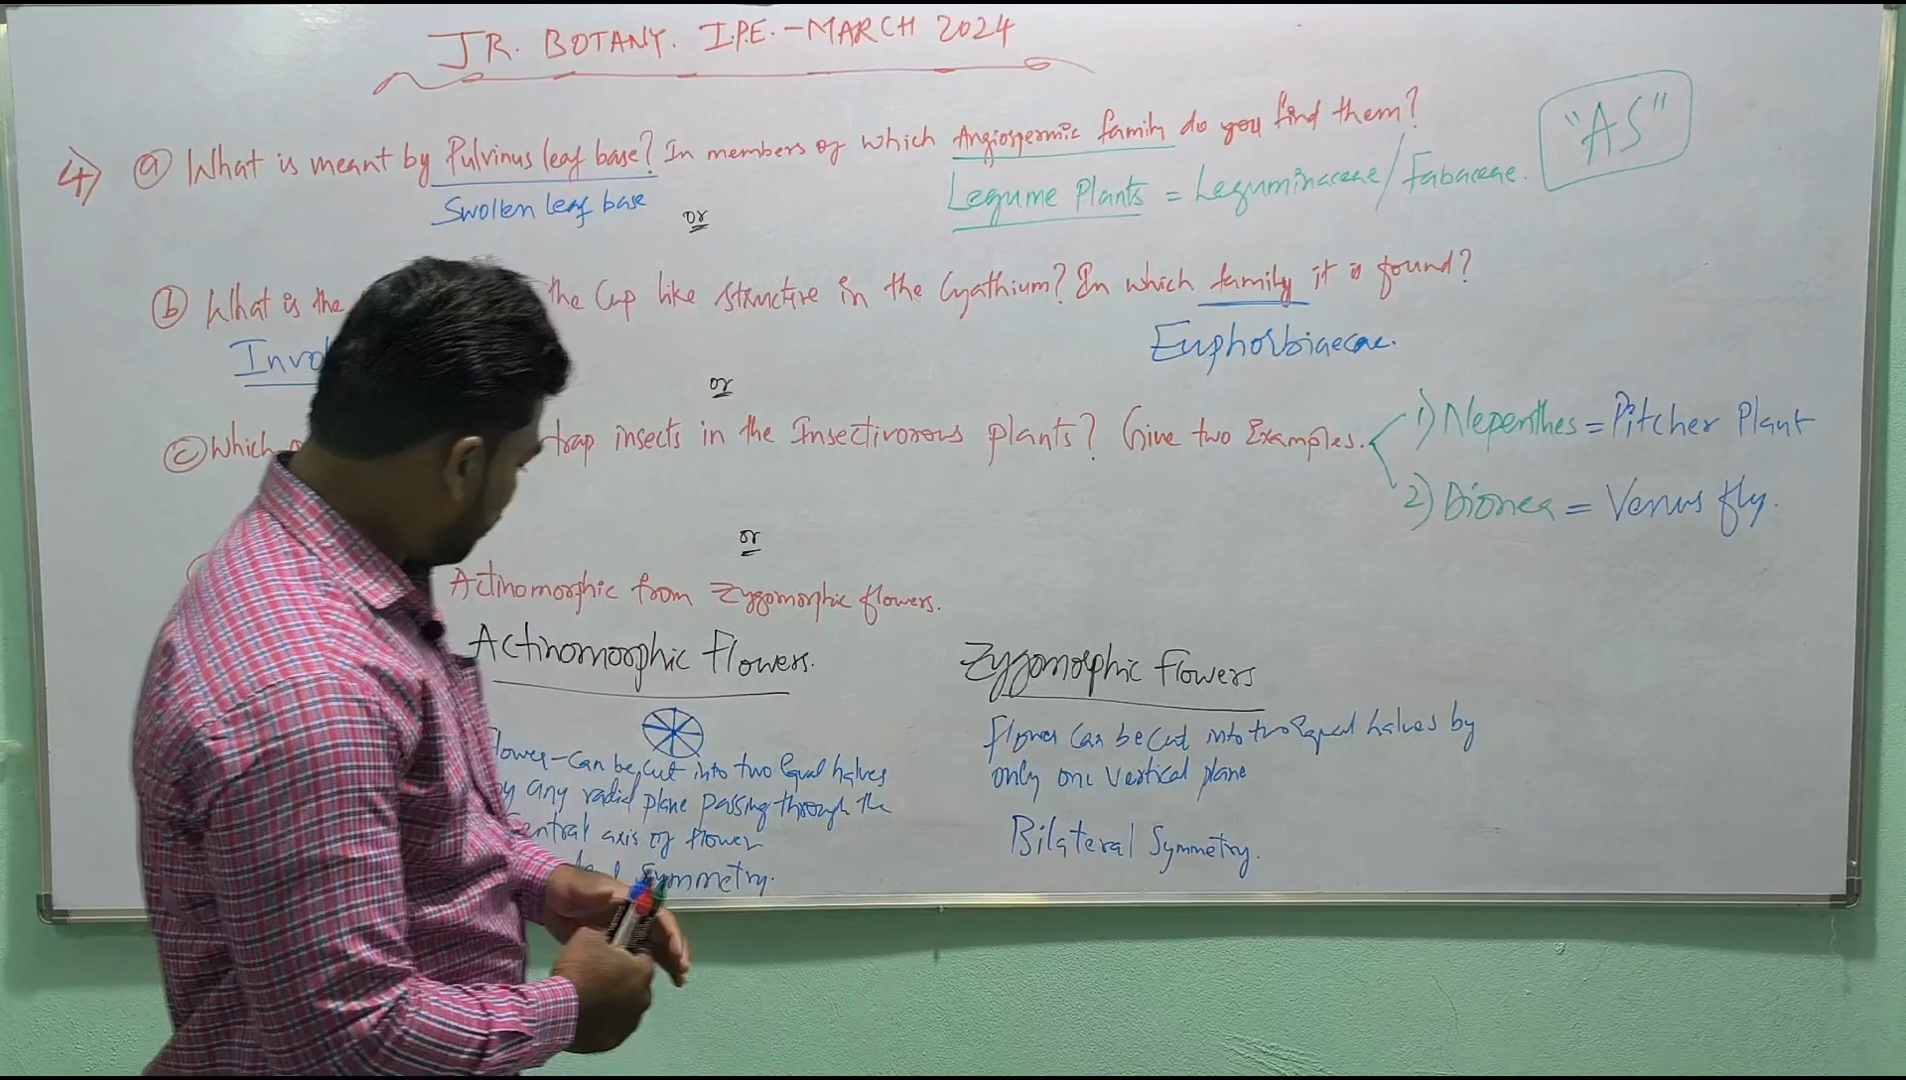 JR. BOTANY. I.P.E. - MARCH 2024
"AS"
4) a) What is meant by Pulvinus leaf base? In members of which Angiospermic family do you find them?
Swollen leaf base
Legume Plants = Leguminaceae/Fabaceae.
or
b) What is the the Cup like structure in the Cyathium? In which family it is found?
Euphorbiaecae.
or
c) Which trap insects in the Insectivorous plants? Give two Examples.
1) Nepenthes = Pitcher Plant
2) Dionea = Venus fly.
or
Actinomorphic from Zygomorphic flowers.
Actinomorphic Flowers.
Zygomorphic Flowers
lower - can be cut into two Equal halves
by any radial plane passing through the
Central axis of flower
Symmetry.
Flower can be cut into two Equal halves by
only one vertical plane
Bilateral Symmetry.